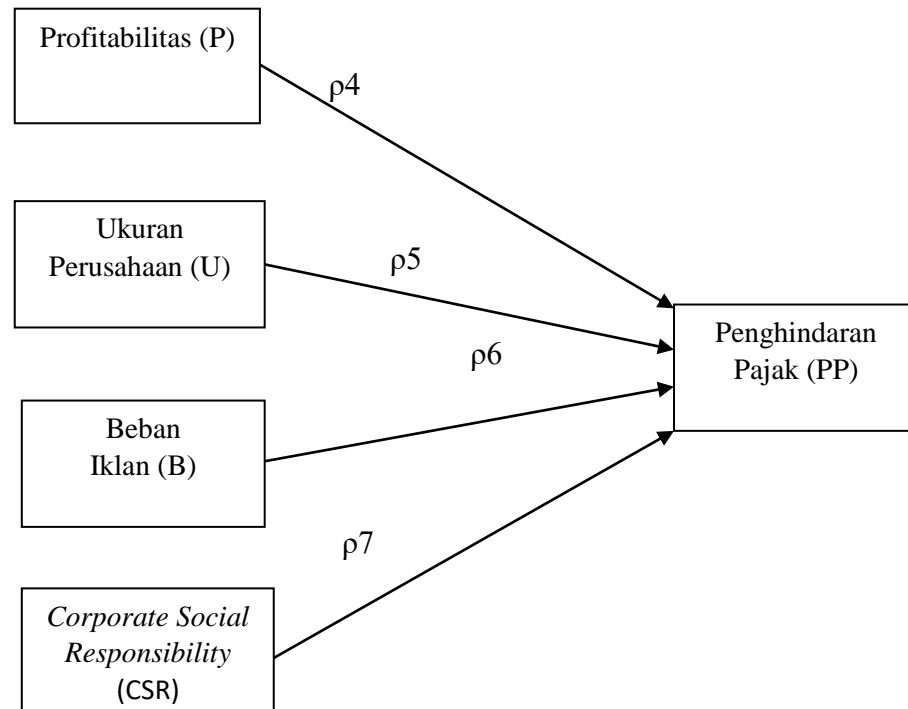 Profitabilitas (P)
ρ4
Ukuran
Perusahaan (U)
ρ5
Penghindaran
Pajak (PP)
ρ6
Beban
Iklan (B)
ρ7
Corporate Social
Responsibility
(CSR)